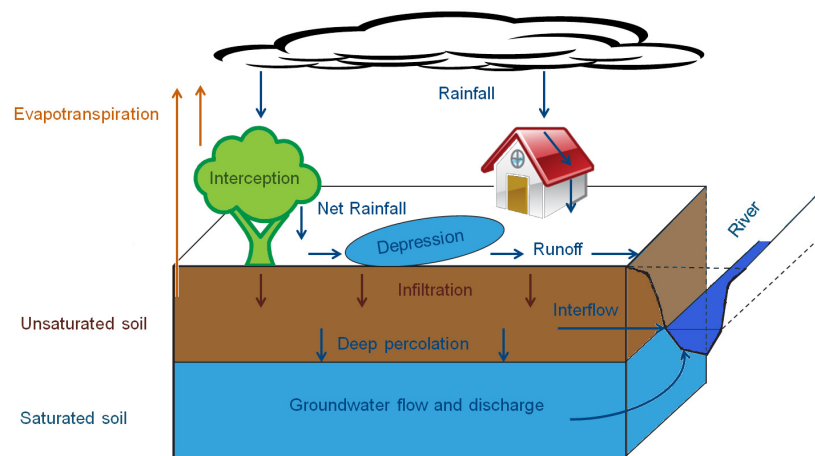 Rainfall
Evapotranspiration
Interception
Net Rainfall
River
Depression
Runoff
Infiltration
Interflow
Unsaturated soil
Deep percolation
Groundwater flow and discharge
Saturated soil